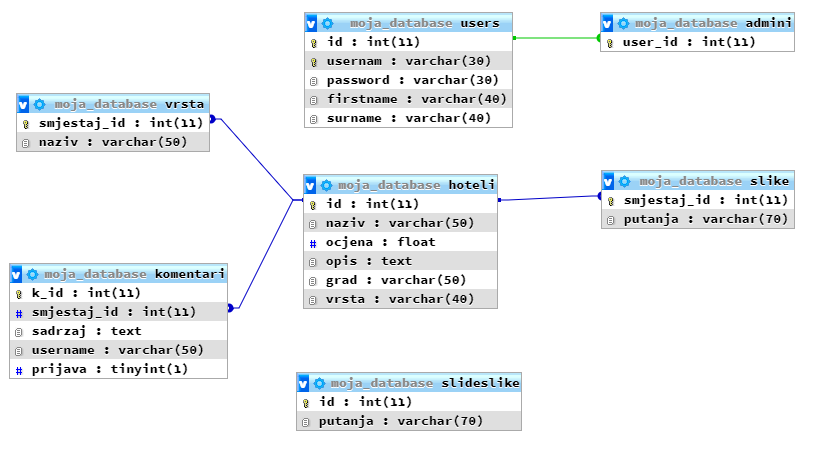 moja_database users
id : int(11)
usernam : varchar(30)
password : varchar(30)
firstname : varchar(40)
surname : varchar(40)
moja_database admini
user_id : int(11)
moja_database vrsta
smjestaj_id : int(11)
naziv : varchar(50)
moja_database hoteli
id : int(11)
naziv : varchar(50)
# ocjena : float
opis : text
grad : varchar(50)
vrsta : varchar(40)
moja_database slike
smjestaj_id : int(11)
putanja : varchar(70)
moja_database komentari
k_id : int(11)
# smjestaj_id : int(11)
sadrzaj : text
username : varchar(50)
# prijava : tinyint(1)
moja_database slideslike
id : int(11)
putanja : varchar(70)